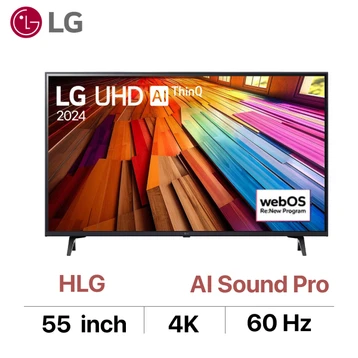 LG
LG UHD AI ThinQ
2024
webOS
Re:New Program
HLG
AI Sound Pro
55 inch
4K
60 Hz